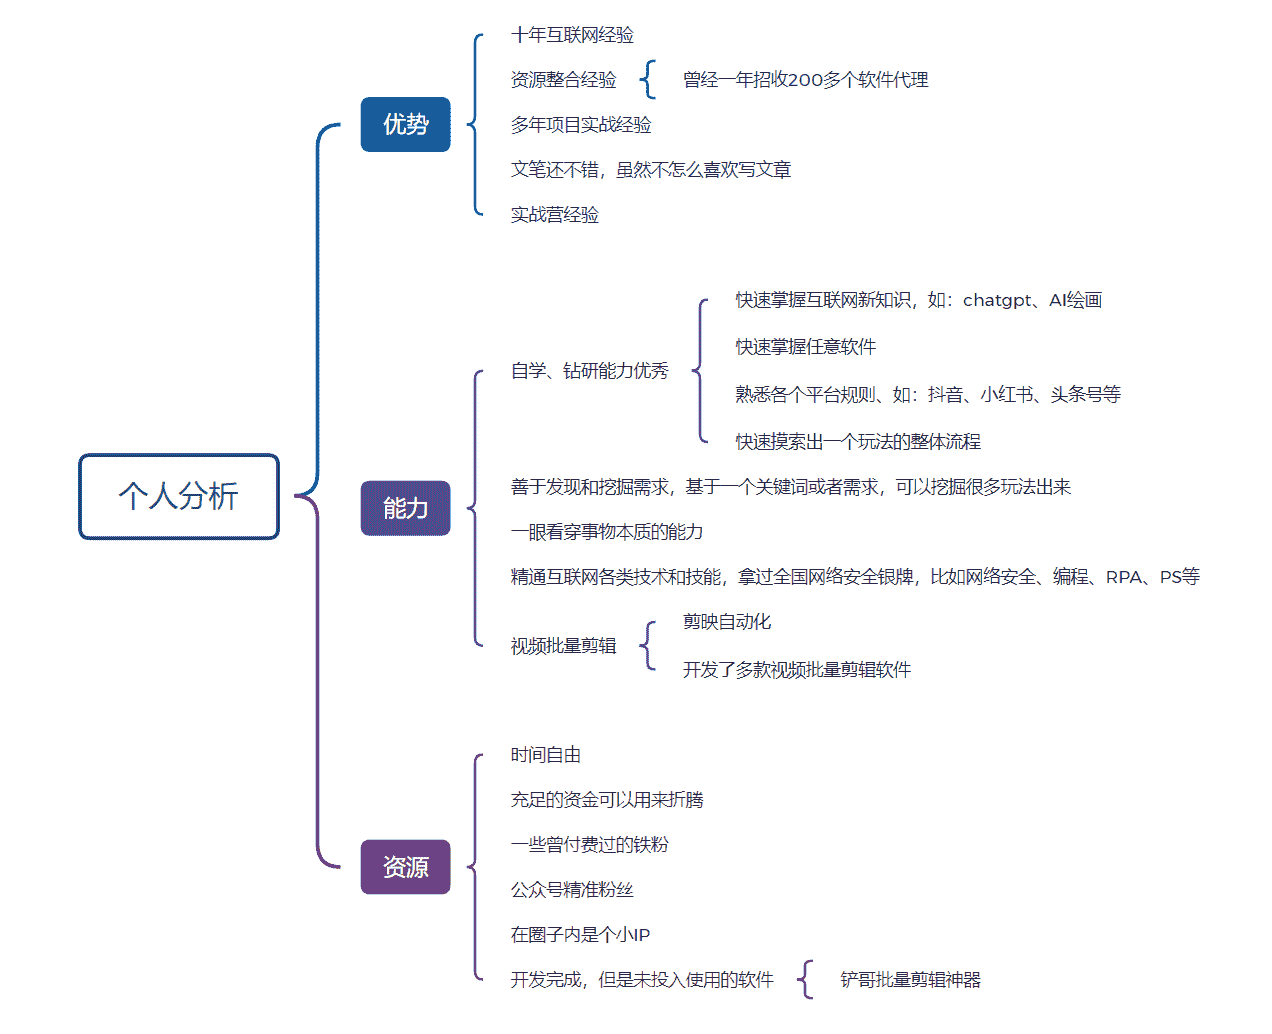 个人分析
优势
十年互联网经验
资源整合经验
曾经一年招收200多个软件代理
多年项目实战经验
文笔还不错，虽然不怎么喜欢写文章
实战营经验
能力
自学、钻研能力优秀
快速掌握互联网新知识，如：chatgpt、AI绘画
快速掌握任意软件
熟悉各个平台规则、如：抖音、小红书、头条号等
快速摸索出一个玩法的整体流程
善于发现和挖掘需求，基于一个关键词或者需求，可以挖掘很多玩法出来
一眼看穿事物本质的能力
精通互联网各类技术和技能，拿过全国网络安全银牌，比如网络安全、编程、RPA、PS等
视频批量剪辑
剪映自动化
开发了多款视频批量剪辑软件
资源
时间自由
充足的资金可以用来折腾
一些曾付费过的铁粉
公众号精准粉丝
在圈子内是个小IP
开发完成，但是未投入使用的软件
铲哥批量剪辑神器